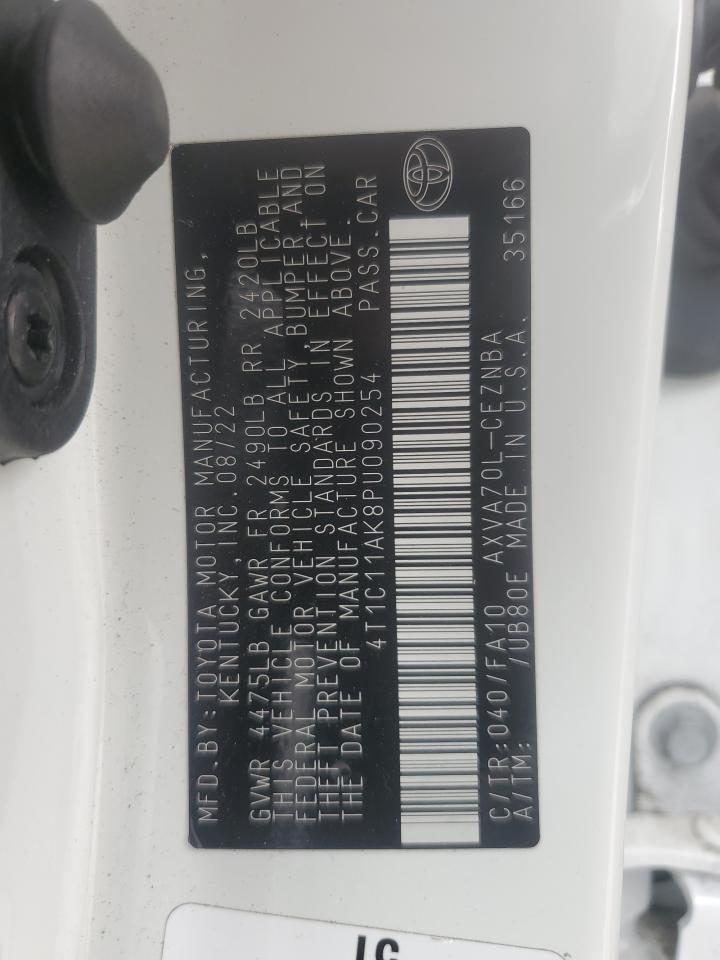 MFD.BY:TOYOTA MOTOR MANUFACTURING,
KENTUCKY,INC.08/22
GVWR 4475LB GAWR FR 2490LB RR 2420LB
THIS VEHICLE CONFORMS TO ALL APPLICABLE
FEDERAL MOTOR VEHICLE SAFETY,BUMPER,AND
THEFT PREVENTION STANDARDS IN EFFECT ON
THE DATE OF MANUFACTURE SHOWN ABOVE.
4T1C11AK8PU090254 PASS.CAR
C/TR:040/FA10 AXVA70L-CEZNBA
A/TM: /UB80E MADE IN U.S.A. 35166